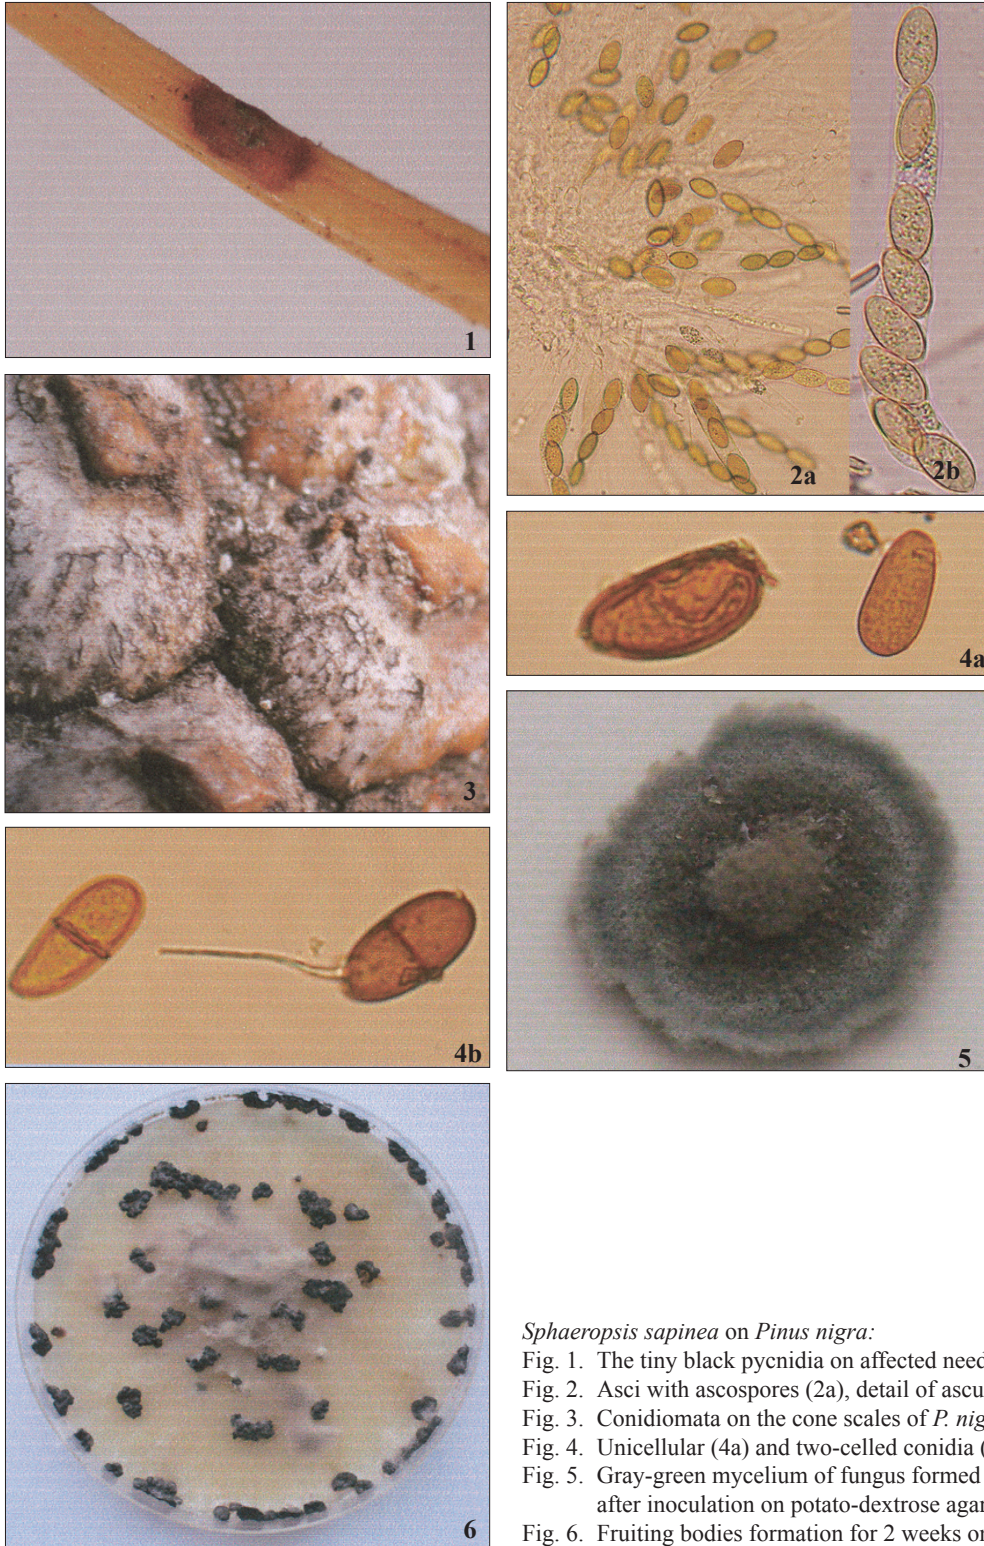 1
2a
2b
3
4a
4b
5
6
Sphaeropsis sapinea on Pinus nigra:
Fig. 1. The tiny black pycnidia on affected need
Fig. 2. Asci with ascospores (2a), detail of ascu
Fig. 3. Conidiomata on the cone scales of P. nig
Fig. 4. Unicellular (4a) and two-celled conidia (
Fig. 5. Gray-green mycelium of fungus formed
after inoculation on potato-dextrose agar
Fig. 6. Fruiting bodies formation for 2 weeks or